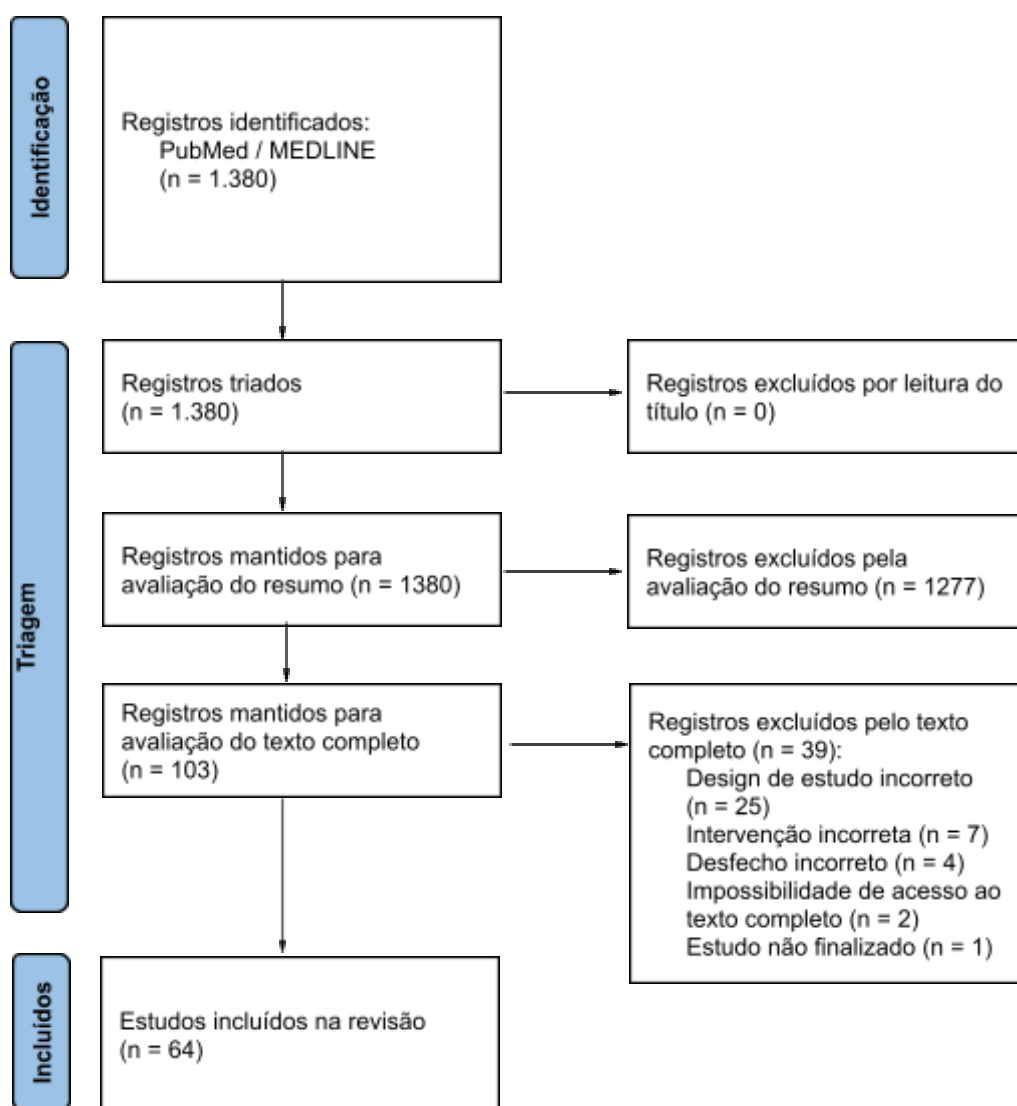 Identificação
Registros identificados:
PubMed / MEDLINE
(n = 1.380)
Triagem
Registros triados
(n = 1.380)
Registros excluídos por leitura do
título (n = 0)
Registros mantidos para
avaliação do resumo (n = 1380)
Registros excluídos pela
avaliação do resumo (n = 1277)
Registros mantidos para
avaliação do texto completo
(n = 103)
Registros excluídos pelo texto
completo (n = 39):
Design de estudo incorreto
(n = 25)
Intervenção incorreta (n = 7)
Desfecho incorreto (n = 4)
Impossibilidade de acesso ao
texto completo (n = 2)
Estudo não finalizado (n = 1)
Incluídos
Estudos incluídos na revisão
(n = 64)